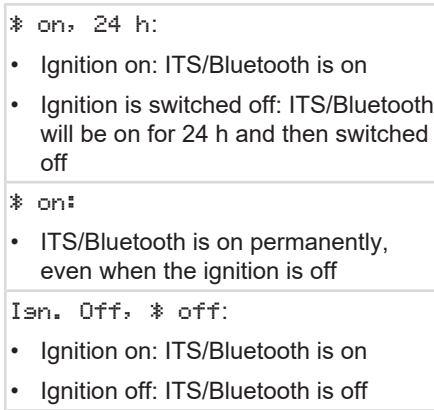 ∗ on, 24 h:
• Ignition on: ITS/Bluetooth is on
• Ignition is switched off: ITS/Bluetooth
will be on for 24 h and then switched
off
∗ on:
• ITS/Bluetooth is on permanently,
even when the ignition is off
Ign. Off, ∗ off:
• Ignition on: ITS/Bluetooth is on
• Ignition off: ITS/Bluetooth is off